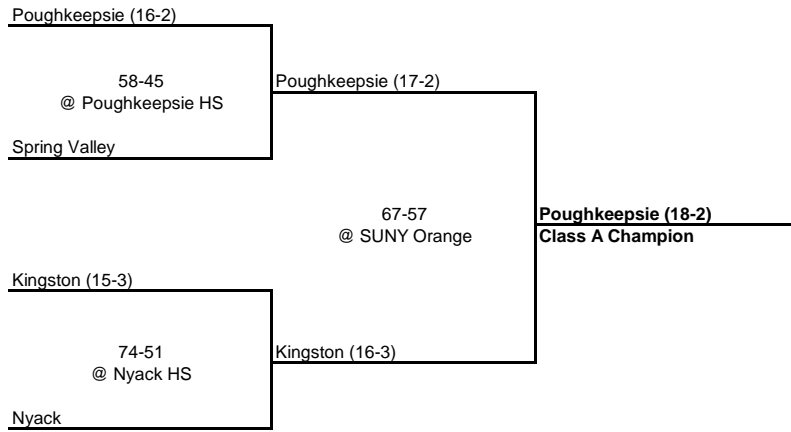 Poughkeepsie (16-2)
58-45
@ Poughkeepsie HS
Poughkeepsie (17-2)
Spring Valley
67-57
@ SUNY Orange
Poughkeepsie (18-2)
Class A Champion
Kingston (15-3)
74-51
@ Nyack HS
Kingston (16-3)
Nyack